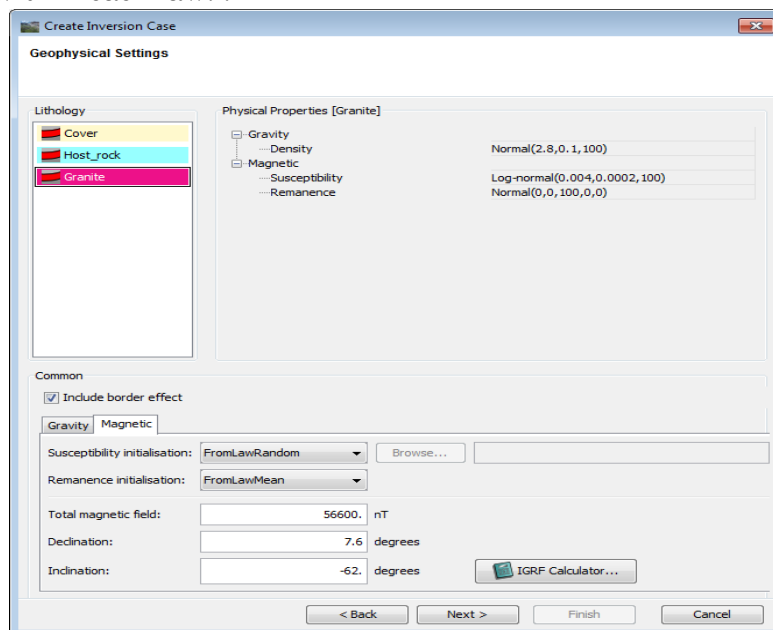 Create Inversion Case
Geophysical Settings
Lithology
Cover
Host_rock
Granite
Physical Properties [Granite]
Gravity
Density Normal(2.8,0.1,100)
Magnetic
Susceptibility Log-normal(0.004,0.0002,100)
Remanence Normal(0,0,100,0,0)
Common
Include border effect
Gravity Magnetic
Susceptibility initialisation: FromLawRandom Browse...
Remanence initialisation: FromLawMean
Total magnetic field: 56600. nT
Declination: 7.6 degrees
Inclination: -62. degrees IGRF Calculator...
< Back Next > Finish Cancel